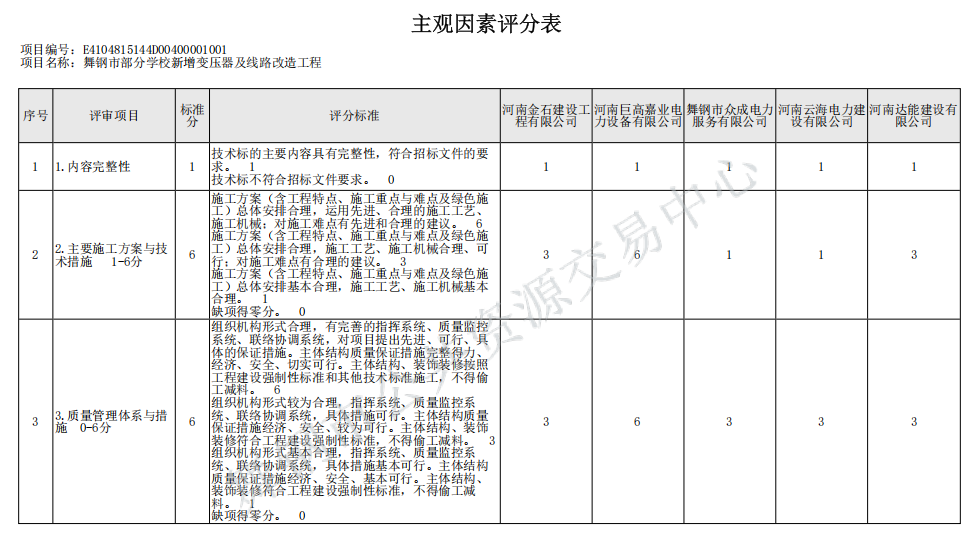 主观因素评分表
项目编号: E4104815144D00400001001
项目名称: 舞钢市部分学校新增变压器及线路改造工程
序号
评审项目
标准
分
评分标准
河南金石建设工
程有限公司
河南巨高嘉业电
力设备有限公司
舞钢市众成电力
服务有限公司
河南云海电力建
设有限公司
河南达能建设有
限公司
1
1.内容完整性
1
技术标的主要内容具有完整性，符合招标文件的要
求。 1
技术标不符合招标文件要求。 0
1
1
1
1
1
2
2.主要施工方案与技
术措施 1-6分
6
施工方案（含工程特点、施工重点与难点及绿色施
工）总体安排合理，运用先进、合理的施工工艺、
施工机械；对施工难点有先进和合理的建议。 6
施工方案（含工程特点、施工重点与难点及绿色施
工）总体安排合理，施工工艺、施工机械合理、可
行；对施工难点有合理的建议。 3
施工方案（含工程特点、施工重点与难点及绿色施
工）总体安排基本合理，施工工艺、施工机械基本
合理。 1
缺项得零分。 0
3
6
1
1
3
3
3.质量管理体系与措
施 0-6分
6
组织机构形式合理，有完善的指挥系统、质量监控
系统、联络协调系统，对项目提出先进、可行、具
体的保证措施。主体结构质量保证措施完整得力、
经济、安全、切实可行。主体结构、装饰装修按照
工程建设强制性标准和其他技术标准施工，不得偷
工减料。 6
组织机构形式较为合理，指挥系统、质量监控系
统、联络协调系统，具体措施可行。主体结构质量
保证措施经济、安全、较为可行。主体结构、装饰
装修符合工程建设强制性标准，不得偷工减料。 3
组织机构形式基本合理，指挥系统、质量监控系
统、联络协调系统，具体措施基本可行。主体结构
质量保证措施经济、安全、基本可行。主体结构、
装饰装修符合工程建设强制性标准，不得偷工减
料。 1
缺项得零分。 0
3
6
3
3
3
资源交易中心